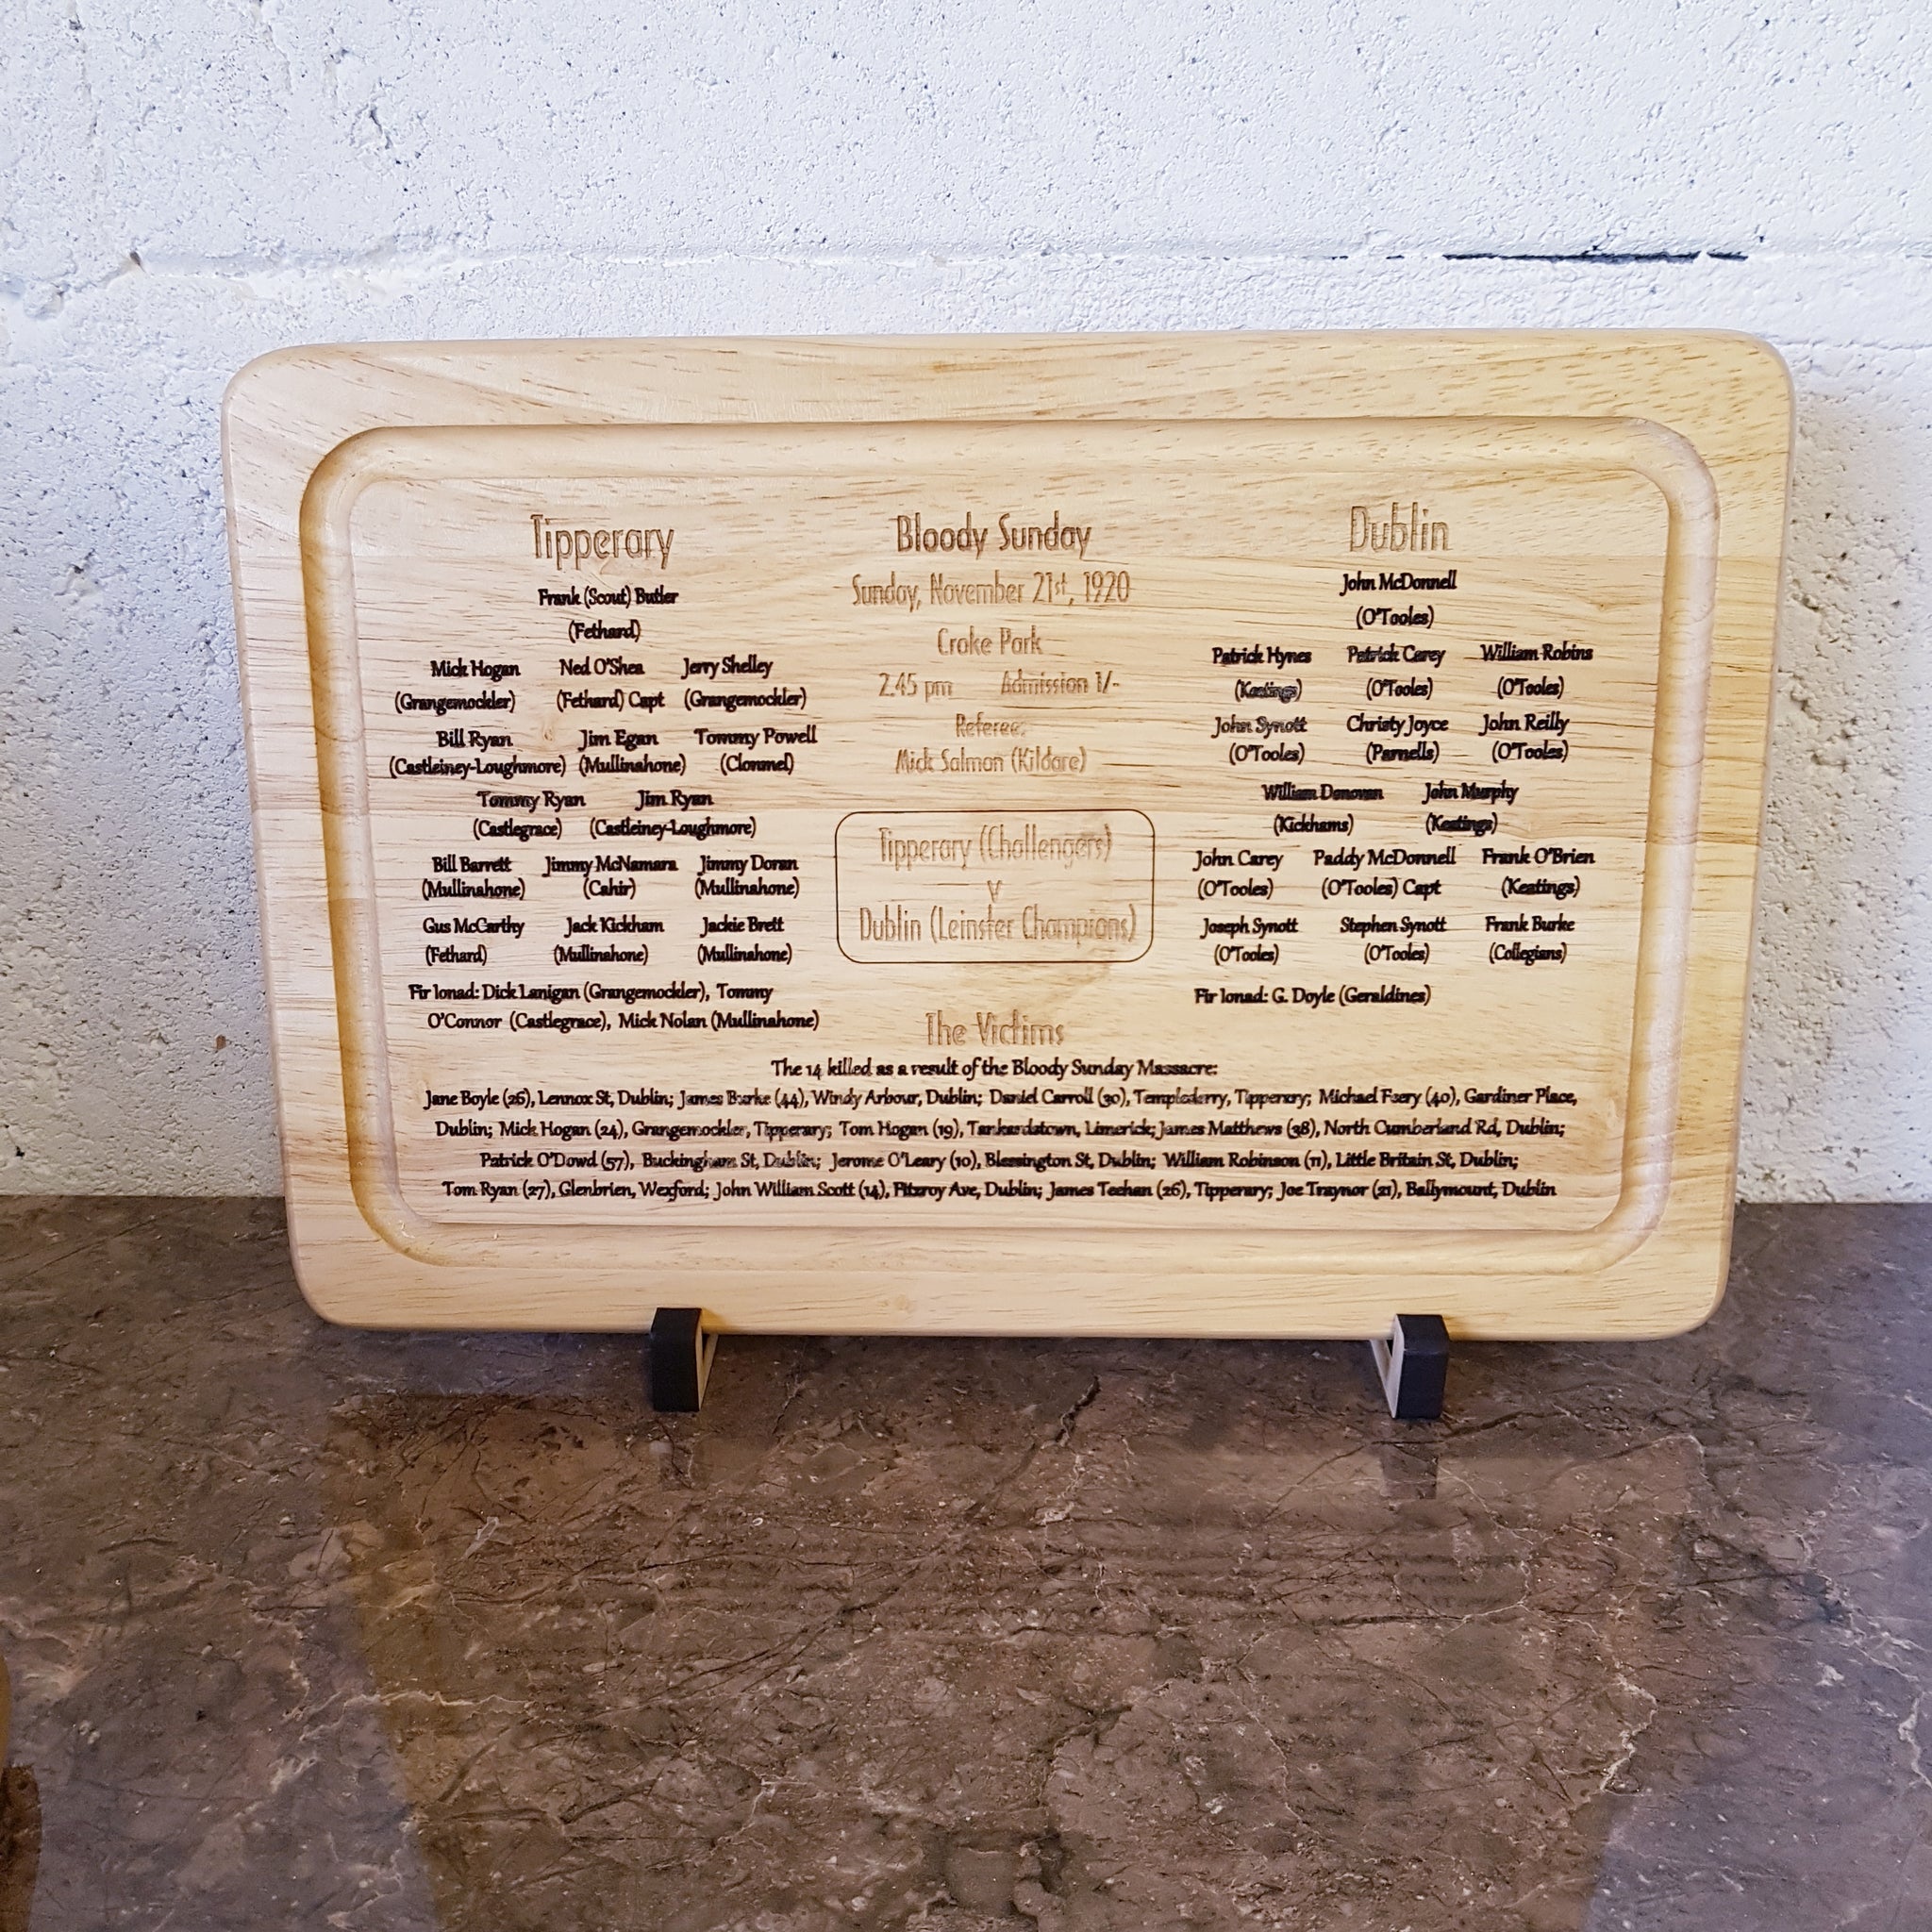 Tipperary
Frank (Scout) Butler
(Fethard)
Mick Hogan Ned O'Shea Jerry Shelley
(Grangemockler) (Fethard) Capt (Grangemockler)
Bill Ryan Jim Egan Tommy Powell
(Castleiney-Loughmore) (Mullinahone) (Clonmel)
Tommy Ryan Jim Ryan
(Castlegrace) (Castleiney-Loughmore)
Bill Barrett Jimmy McNamara Jimmy Doran
(Mullinahone) (Cahir) (Mullinahone)
Gus McCarthy Jack Kickham Jackie Brett
(Fethard) (Mullinahone) (Mullinahone)
Fir Ionad: Dick Lanigan (Grangemockler), Tommy
O'Connor (Castlegrace), Mick Nolan (Mullinahone)
Bloody Sunday
Sunday, November 21st, 1920
Croke Park
2.45 pm Admission 1/-
Referee:
Mick Salmon (Kildare)
Tipperary (Challengers)
v
Dublin (Leinster Champions)
Dublin
John McDonnell
(O'Tooles)
Patrick Hynes Patrick Carey William Robins
(Keatings) (O'Tooles) (O'Tooles)
John Synott Christy Joyce John Reilly
(O'Tooles) (Parnells) (O'Tooles)
William Donovan John Murphy
(Kickhams) (Keatings)
John Carey Paddy McDonnell Frank O'Brien
(O'Tooles) (O'Tooles) Capt (Keatings)
Joseph Synott Stephen Synott Frank Burke
(O'Tooles) (O'Tooles) (Collegians)
Fir Ionad: G. Doyle (Geraldines)
The Victims
The 14 killed as a result of the Bloody Sunday Massacre:
Jane Boyle (26), Lennox St, Dublin; James Burke (44), Windy Arbour, Dublin; Daniel Carroll (30), Templederry, Tipperary; Michael Feery (40), Gardiner Place,
Dublin; Mick Hogan (24), Grangemockler, Tipperary; Tom Hogan (19), Tankardstown, Limerick; James Matthews (38), North Cumberland Rd, Dublin;
Patrick O'Dowd (57), Buckingham St, Dublin; Jerome O'Leary (10), Blessington St, Dublin; William Robinson (11), Little Britain St, Dublin;
Tom Ryan (27), Glenbrien, Wexford; John William Scott (14), Fitzroy Ave, Dublin; James Teehan (26), Tipperary; Joe Traynor (21), Ballymount, Dublin